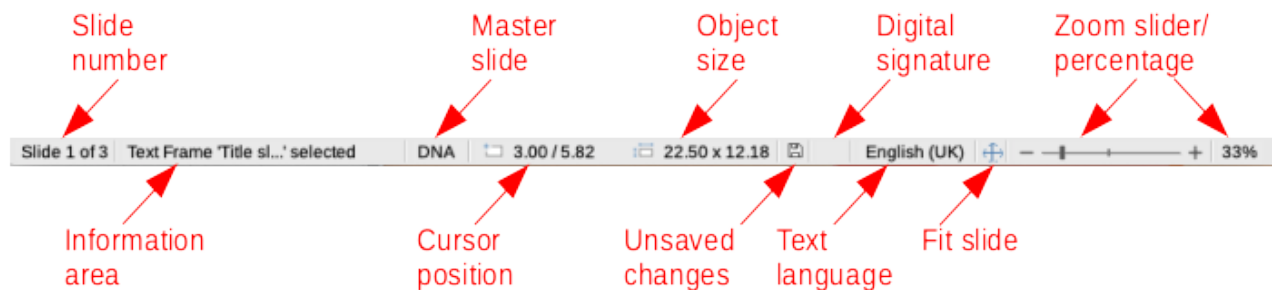 Slide
number
Master
slide
Object
size
Digital
signature
Zoom slider/
percentage
Slide 1 of 3 Text Frame 'Title sl...' selected DNA 3.00 / 5.82 22.50 x 12.18 English (UK) 33%
Information
area
Cursor
position
Unsaved
changes
Text
language
Fit slide